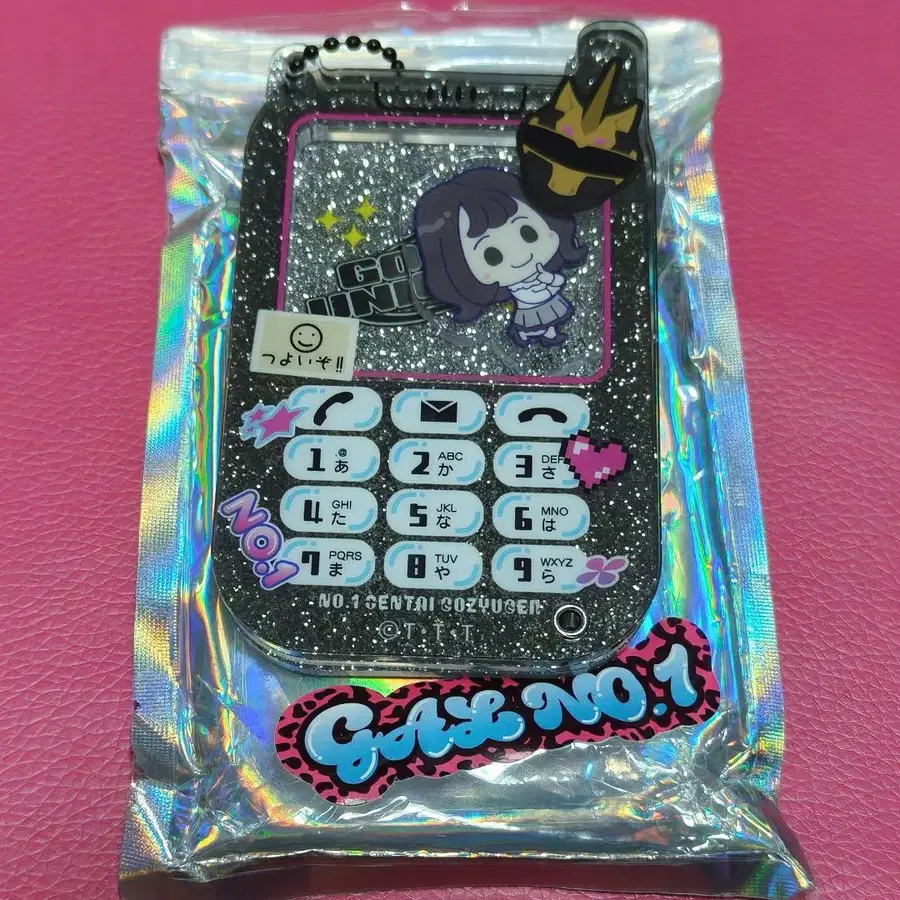 GO
UNI
つよいぞ!!
1 .@ あ
2 ABC か
3 DEF さ
4 GHI た
5 JKL な
6 MNO は
NO.1
7 PQRS ま
8 TUV や
9 WXYZ ら
NO.1 SENTAI GOZYUGER
©T・T・T
GAL NO.1